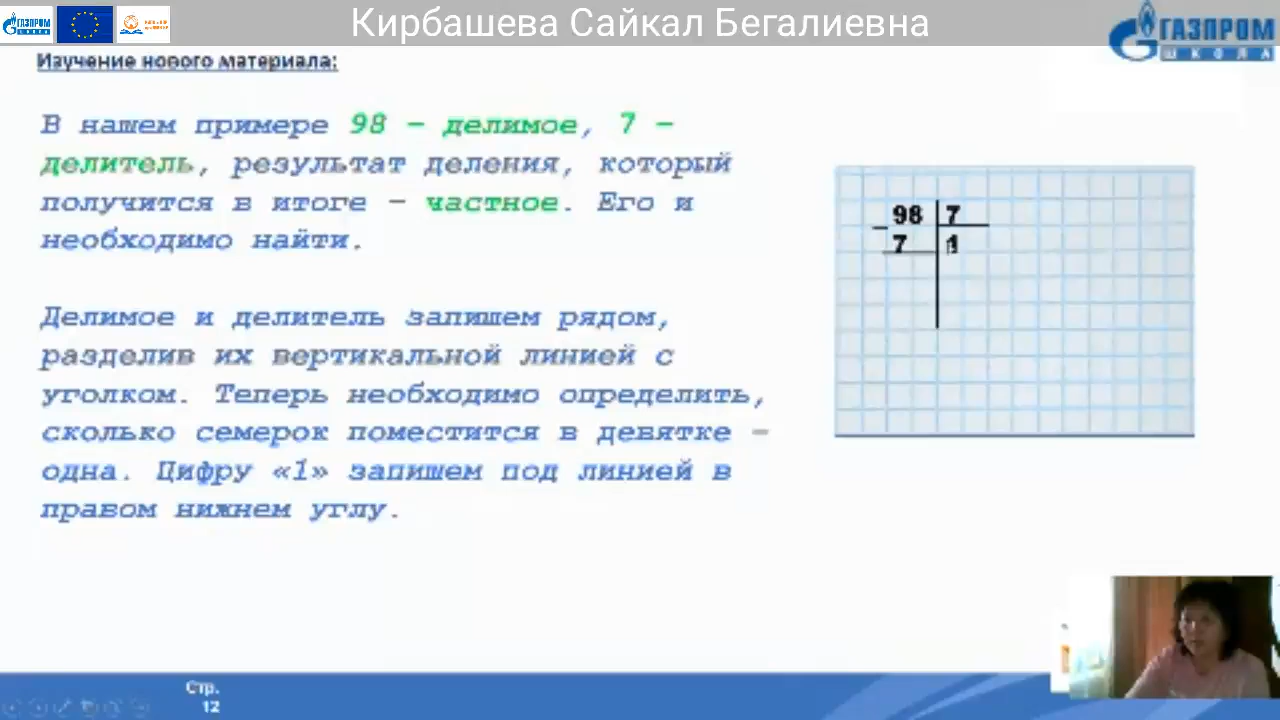 Кирбашева Сайкал Бегалиевна
ГАЗПРОМ
ШКОЛА
Изучение нового материала:
В нашем примере 98 – делимое, 7 –
делитель, результат деления, который
получится в итоге – частное. Его и
необходимо найти.
Делимое и делитель запишем рядом,
разделив их вертикальной линией с
уголком. Теперь необходимо определить,
сколько семерок поместится в девятке –
одна. Цифру «1» запишем под линией в
правом нижнем углу.
98 7
7 1
Стр.
12